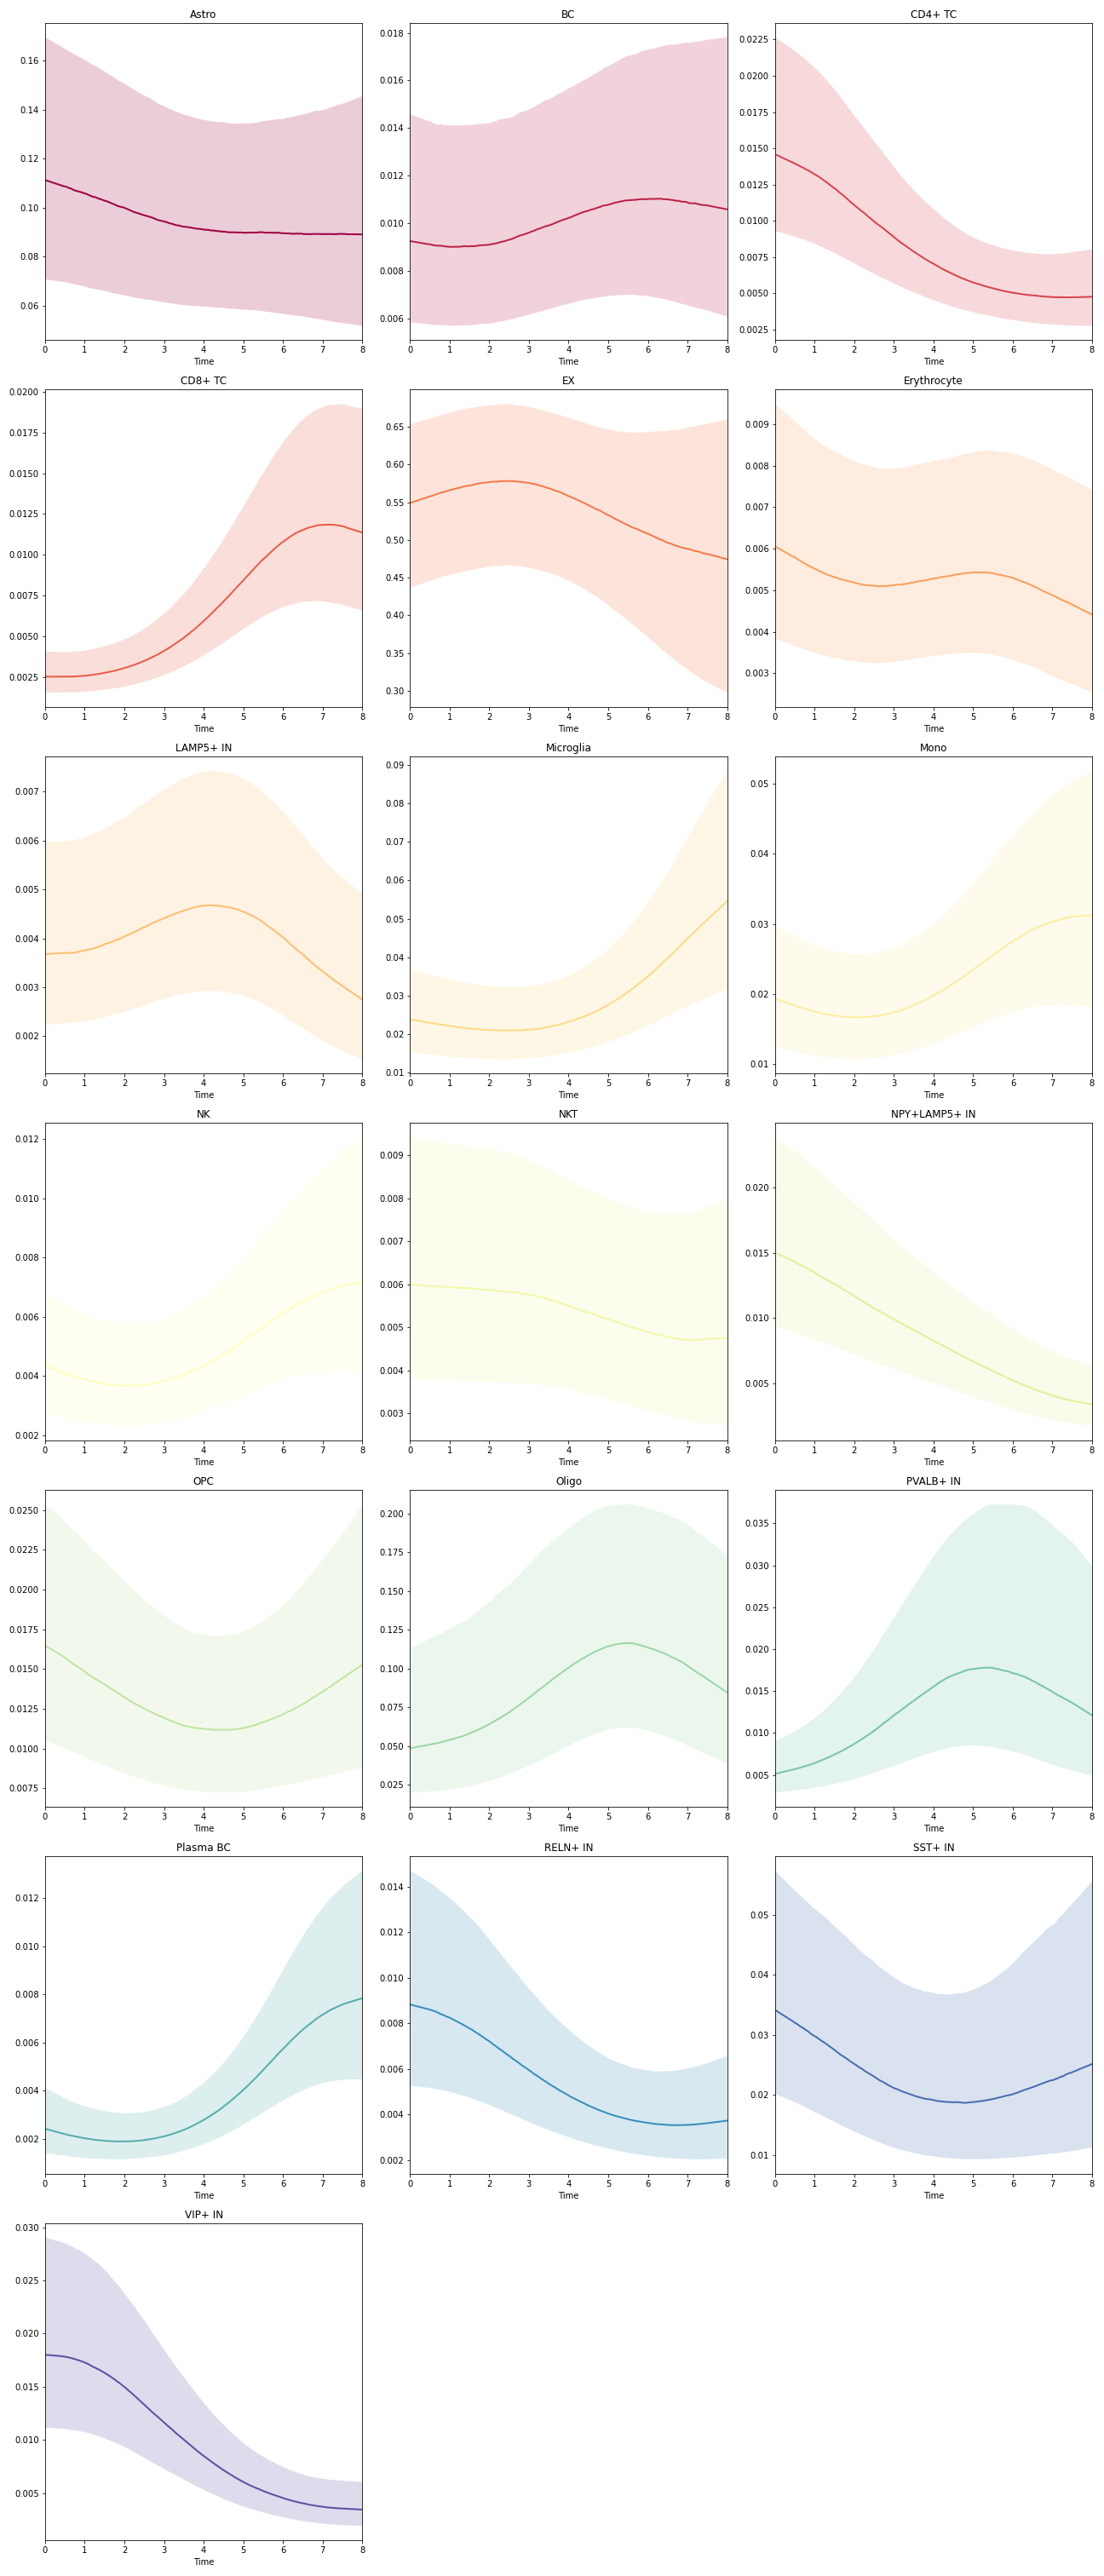 Astro
0.16
0.14
0.12
0.10
0.08
0.06
0 1 2 3 4 5 6 7 8
Time
BC
0.018
0.016
0.014
0.012
0.010
0.008
0.006
0 1 2 3 4 5 6 7 8
Time
CD4+ TC
0.0225
0.0200
0.0175
0.0150
0.0125
0.0100
0.0075
0.0050
0.0025
0 1 2 3 4 5 6 7 8
Time
CD8+ TC
0.0200
0.0175
0.0150
0.0125
0.0100
0.0075
0.0050
0.0025
0 1 2 3 4 5 6 7 8
Time
EX
0.65
0.60
0.55
0.50
0.45
0.40
0.35
0.30
0 1 2 3 4 5 6 7 8
Time
Erythrocyte
0.009
0.008
0.007
0.006
0.005
0.004
0.003
0 1 2 3 4 5 6 7 8
Time
LAMP5+ IN
0.007
0.006
0.005
0.004
0.003
0.002
0 1 2 3 4 5 6 7 8
Time
Microglia
0.09
0.08
0.07
0.06
0.05
0.04
0.03
0.02
0.01
0 1 2 3 4 5 6 7 8
Time
Mono
0.05
0.04
0.03
0.02
0.01
0 1 2 3 4 5 6 7 8
Time
NK
0.012
0.010
0.008
0.006
0.004
0.002
0 1 2 3 4 5 6 7 8
Time
NKT
0.009
0.008
0.007
0.006
0.005
0.004
0.003
0 1 2 3 4 5 6 7 8
Time
NPY+LAMP5+ IN
0.020
0.015
0.010
0.005
0 1 2 3 4 5 6 7 8
Time
OPC
0.0250
0.0225
0.0200
0.0175
0.0150
0.0125
0.0100
0.0075
0 1 2 3 4 5 6 7 8
Time
Oligo
0.200
0.175
0.150
0.125
0.100
0.075
0.050
0.025
0 1 2 3 4 5 6 7 8
Time
PVALB+ IN
0.035
0.030
0.025
0.020
0.015
0.010
0.005
0 1 2 3 4 5 6 7 8
Time
Plasma BC
0.012
0.010
0.008
0.006
0.004
0.002
0 1 2 3 4 5 6 7 8
Time
RELN+ IN
0.014
0.012
0.010
0.008
0.006
0.004
0.002
0 1 2 3 4 5 6 7 8
Time
SST+ IN
0.05
0.04
0.03
0.02
0.01
0 1 2 3 4 5 6 7 8
Time
VIP+ IN
0.030
0.025
0.020
0.015
0.010
0.005
0 1 2 3 4 5 6 7 8
Time